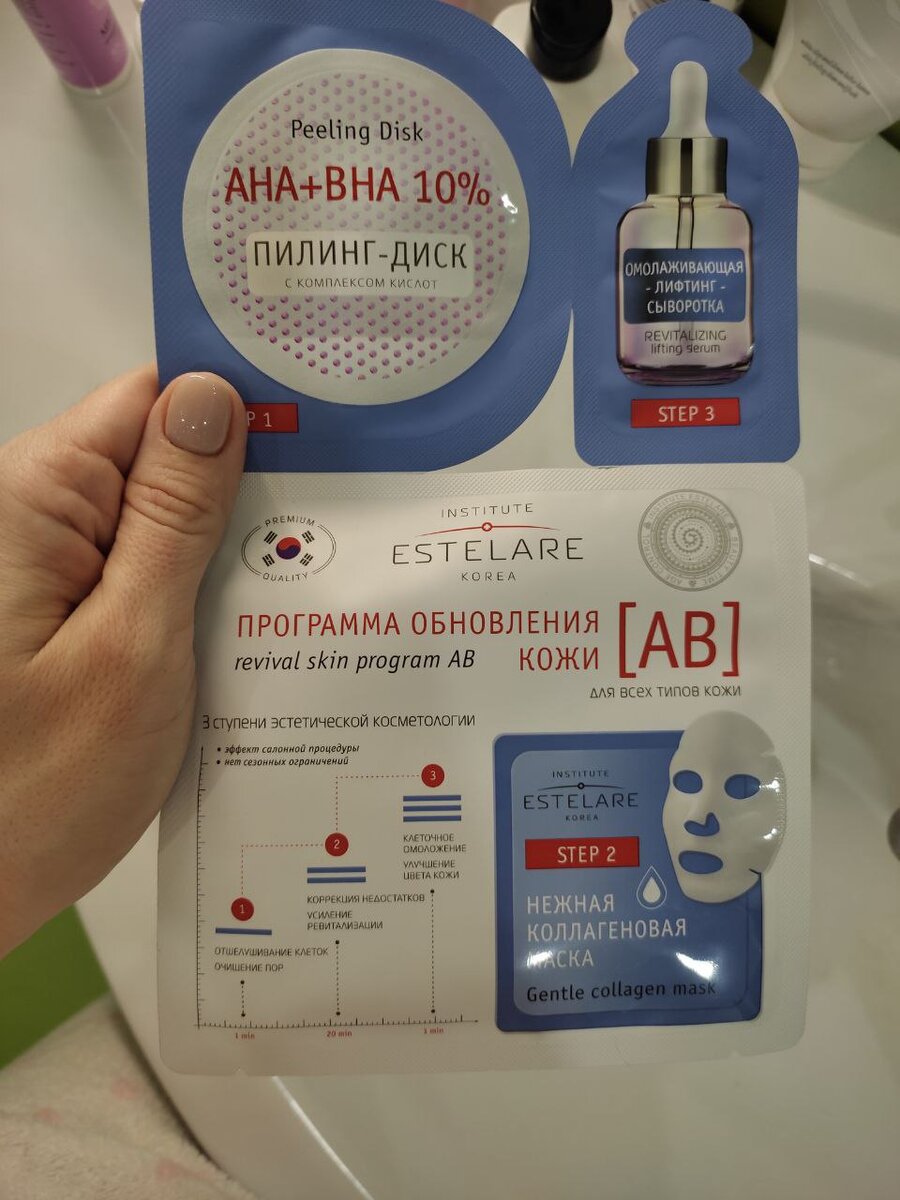 Peeling Disk
AHA+BHA 10%
ПИЛИНГ-ДИСК
С КОМПЛЕКСОМ КИСЛОТ
P 1
ОМОЛАЖИВАЮЩАЯ
- ЛИФТИНГ -
СЫВОРОТКА
REVITALIZING
lifting serum
STEP 3
PREMIUM
QUALITY
INSTITUTE
ESTELARE
KOREA
ПРОГРАММА ОБНОВЛЕНИЯ
КОЖИ
[AB]
revival skin program AB
ДЛЯ ВСЕХ ТИПОВ КОЖИ
3 СТУПЕНИ ЭСТЕТИЧЕСКОЙ КОСМЕТОЛОГИИ
• эффект салонной процедуры
• нет сезонных ограничений
3
КЛЕТОЧНОЕ
ОМОЛОЖЕНИЕ
УЛУЧШЕНИЕ
ЦВЕТА КОЖИ
2
КОРРЕКЦИЯ НЕДОСТАТКОВ
УСИЛЕНИЕ
РЕВИТАЛИЗАЦИИ
1
ОТШЕЛУШИВАНИЕ КЛЕТОК
ОЧИЩЕНИЕ ПОР
1 min
20 min
1 min
INSTITUTE
ESTELARE
KOREA
STEP 2
НЕЖНАЯ
КОЛЛАГЕНОВАЯ
МАСКА
Gentle collagen mask